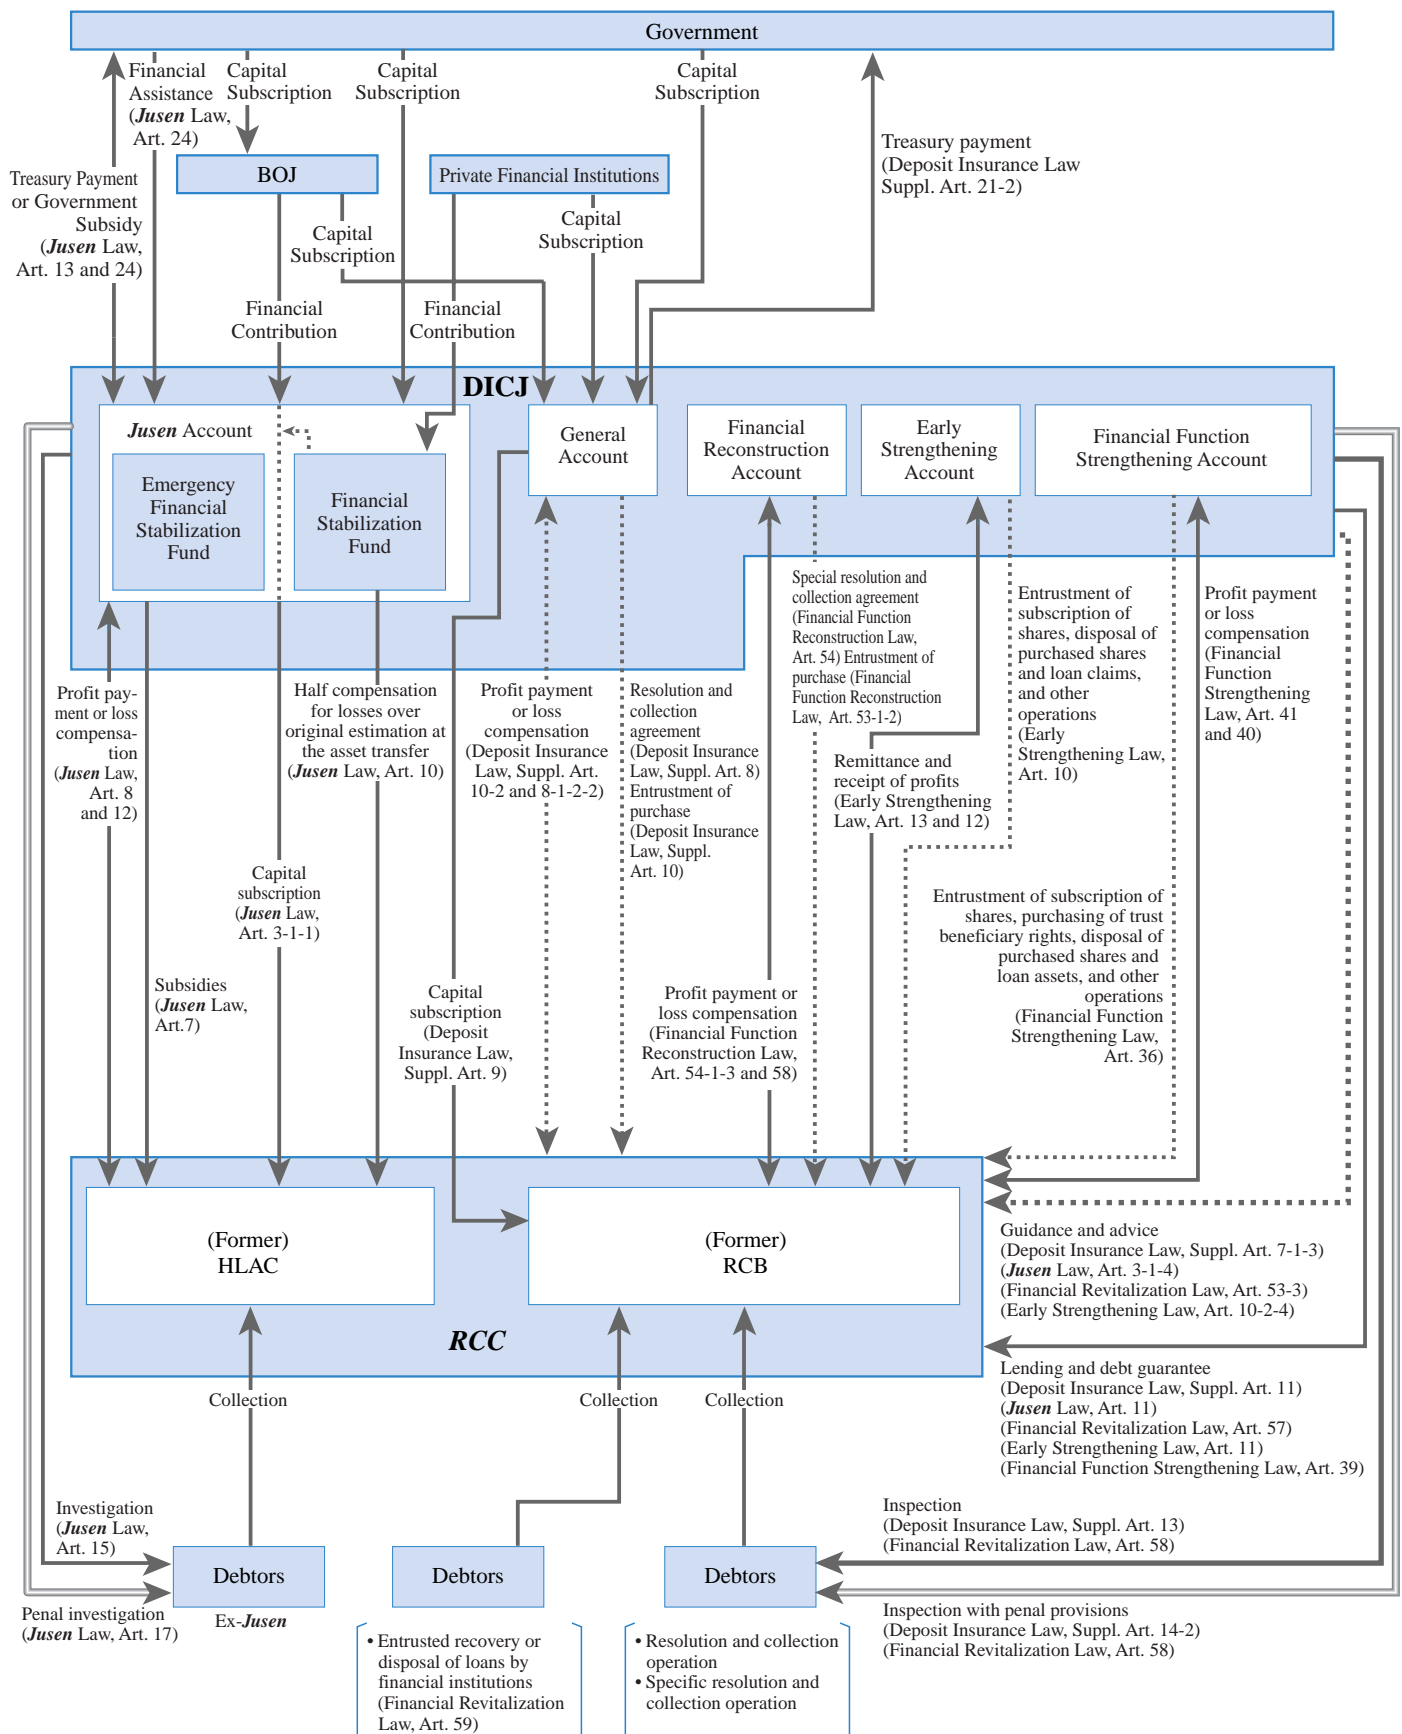 Government
Financial
Assistance
(Jusen Law,
Art. 24)
Capital
Subscription
Capital
Subscription
Capital
Subscription
Treasury payment
(Deposit Insurance Law
Suppl. Art. 21-2)
BOJ
Private Financial Institutions
Treasury Payment
or Government
Subsidy
(Jusen Law,
Art. 13 and 24)
Capital
Subscription
Capital
Subscription
Financial
Contribution
Financial
Contribution
DICJ
Jusen Account
Emergency
Financial
Stabilization
Fund
Financial
Stabilization
Fund
General
Account
Financial
Reconstruction
Account
Early
Strengthening
Account
Financial Function
Strengthening Account
Profit pay-
ment or loss
compensa-
tion
(Jusen Law,
Art. 8
and 12)
Half compensation
for losses over
original estimation at
the asset transfer
(Jusen Law, Art. 10)
Profit payment
or loss
compensation
(Deposit Insurance
Law, Suppl. Art.
10-2 and 8-1-2-2)
Resolution and
collection
agreement
(Deposit Insurance
Law, Suppl. Art. 8)
Entrustment of
purchase
(Deposit Insurance
Law, Suppl.
Art. 10)
Special resolution and
collection agreement
(Financial Function
Reconstruction Law,
Art. 54) Entrustment of
purchase (Financial
Function Reconstruction
Law, Art. 53-1-2)
Remittance and
receipt of profits
(Early Strengthening
Law, Art. 13 and 12)
Entrustment of
subscription of
shares, disposal of
purchased shares
and loan claims,
and other
operations
(Early
Strengthening Law,
Art. 10)
Profit payment
or loss
compensation
(Financial
Function
Strengthening
Law, Art. 41
and 40)
Capital
subscription
(Jusen Law,
Art. 3-1-1)
Subsidies
(Jusen Law,
Art.7)
Capital
subscription
(Deposit
Insurance Law,
Suppl. Art. 9)
Profit payment or
loss compensation
(Financial Function
Reconstruction Law,
Art. 54-1-3 and 58)
Entrustment of subscription of
shares, purchasing of trust
beneficiary rights, disposal of
purchased shares and
loan assets, and other
operations
(Financial Function
Strengthening Law,
Art. 36)
(Former)
HLAC
(Former)
RCB
RCC
Guidance and advice
(Deposit Insurance Law, Suppl. Art. 7-1-3)
(Jusen Law, Art. 3-1-4)
(Financial Revitalization Law, Art. 53-3)
(Early Strengthening Law, Art. 10-2-4)
Lending and debt guarantee
(Deposit Insurance Law, Suppl. Art. 11)
(Jusen Law, Art. 11)
(Financial Revitalization Law, Art. 57)
(Early Strengthening Law, Art. 11)
(Financial Function Strengthening Law, Art. 39)
Collection
Collection
Collection
Investigation
(Jusen Law,
Art. 15)
Inspection
(Deposit Insurance Law, Suppl. Art. 13)
(Financial Revitalization Law, Art. 58)
Debtors
Debtors
Debtors
Penal investigation
(Jusen Law, Art. 17)
Ex-Jusen
Inspection with penal provisions
(Deposit Insurance Law, Suppl. Art. 14-2)
(Financial Revitalization Law, Art. 58)
• Entrusted recovery or
disposal of loans by
financial institutions
(Financial Revitalization
Law, Art. 59)
• Resolution and collection
operation
• Specific resolution and
collection operation